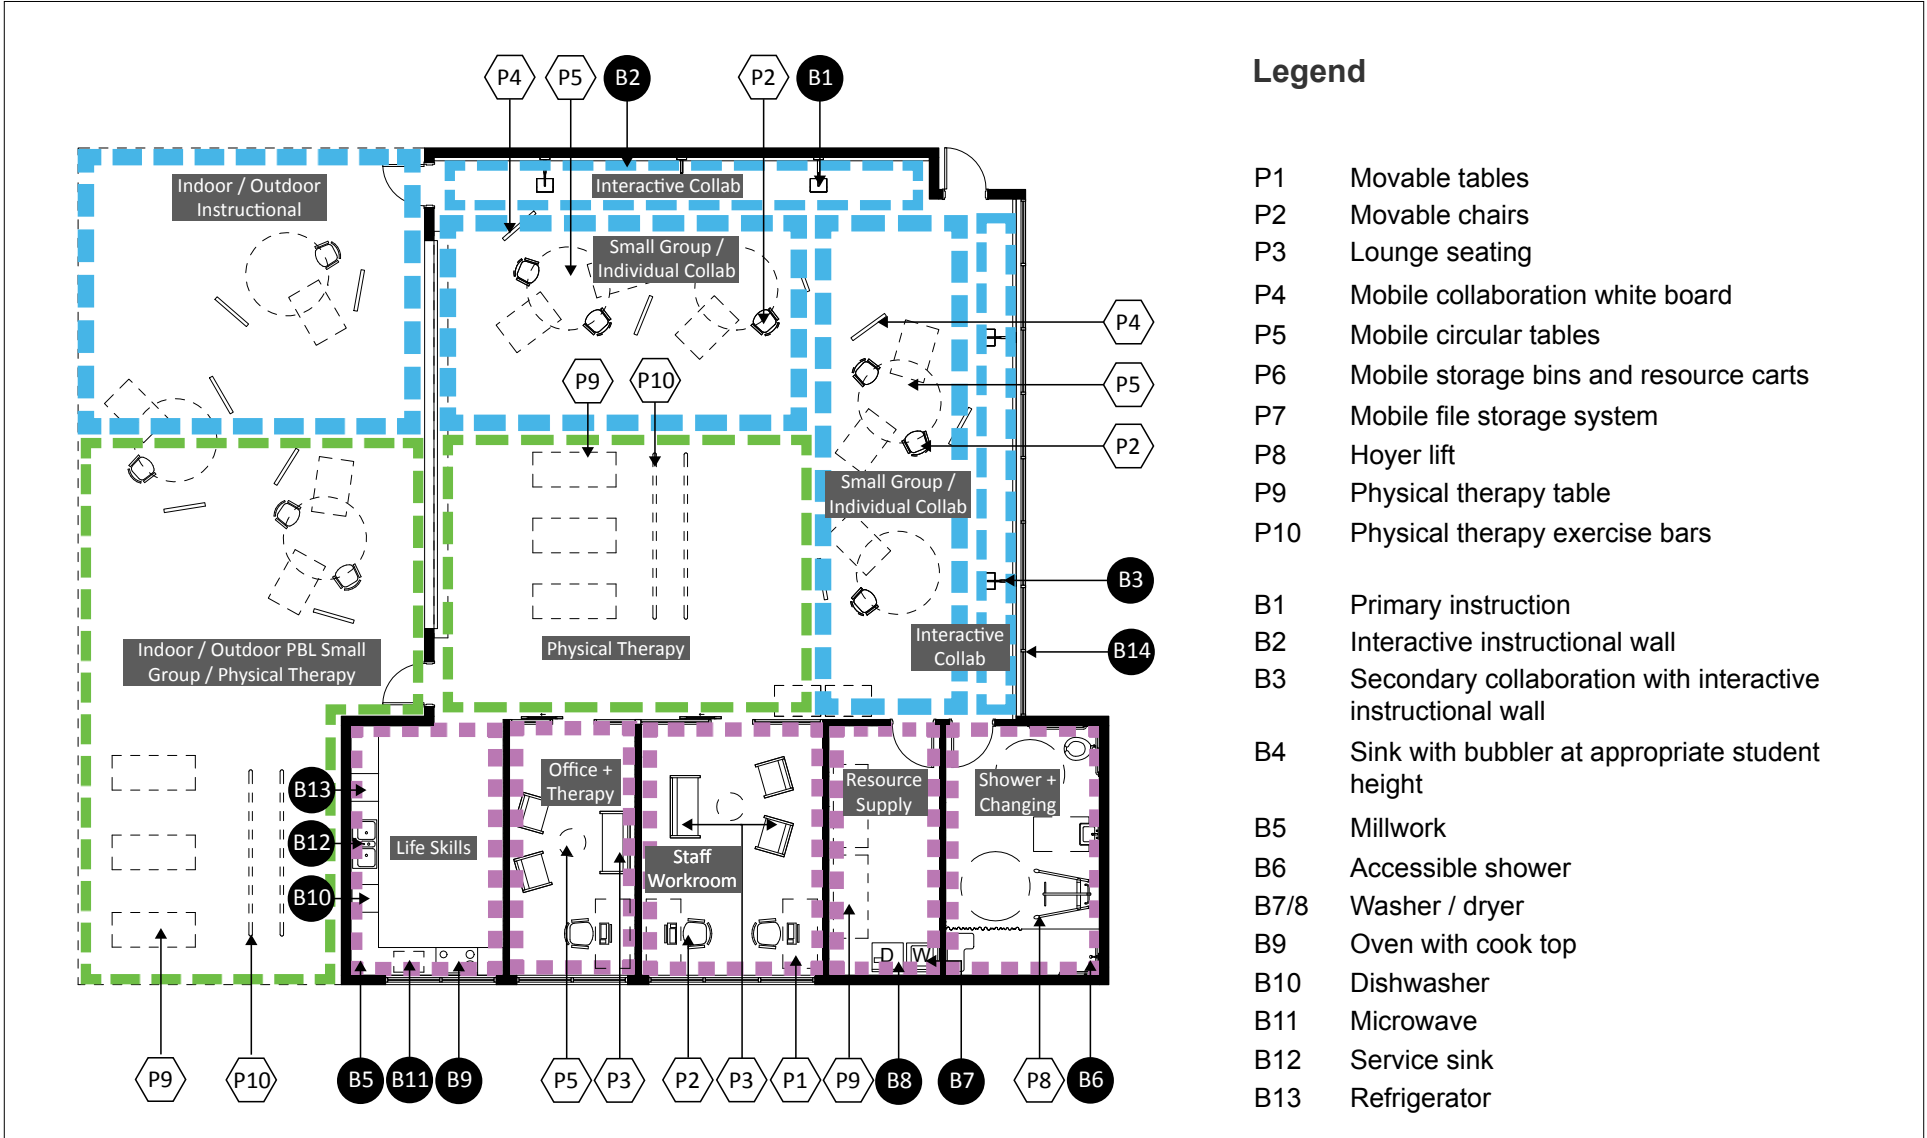 P4
P5
B2
P2
B1
Legend
Indoor / Outdoor
Instructional
Interactive Collab
Small Group /
Individual Collab
P1 Movable tables
P2 Movable chairs
P3 Lounge seating
P4 Mobile collaboration white board
P5 Mobile circular tables
P6 Mobile storage bins and resource carts
P7 Mobile file storage system
P8 Hoyer lift
P9 Physical therapy table
P10 Physical therapy exercise bars
P4
P5
P2
P9
P10
Small Group /
Individual Collab
B3
B14
Interactive
Collab
Physical Therapy
Indoor / Outdoor PBL Small
Group / Physical Therapy
B1 Primary instruction
B2 Interactive instructional wall
B3 Secondary collaboration with interactive
instructional wall
B4 Sink with bubbler at appropriate student
height
B5 Millwork
B6 Accessible shower
B7/8 Washer / dryer
B9 Oven with cook top
B10 Dishwasher
B11 Microwave
B12 Service sink
B13 Refrigerator
B13
B12
B10
Life Skills
Office +
Therapy
Staff
Workroom
Resource
Supply
Shower +
Changing
D
W
P9
P10
B5
B11
B9
P5
P3
P2
P3
P1
P9
B8
B7
P8
B6